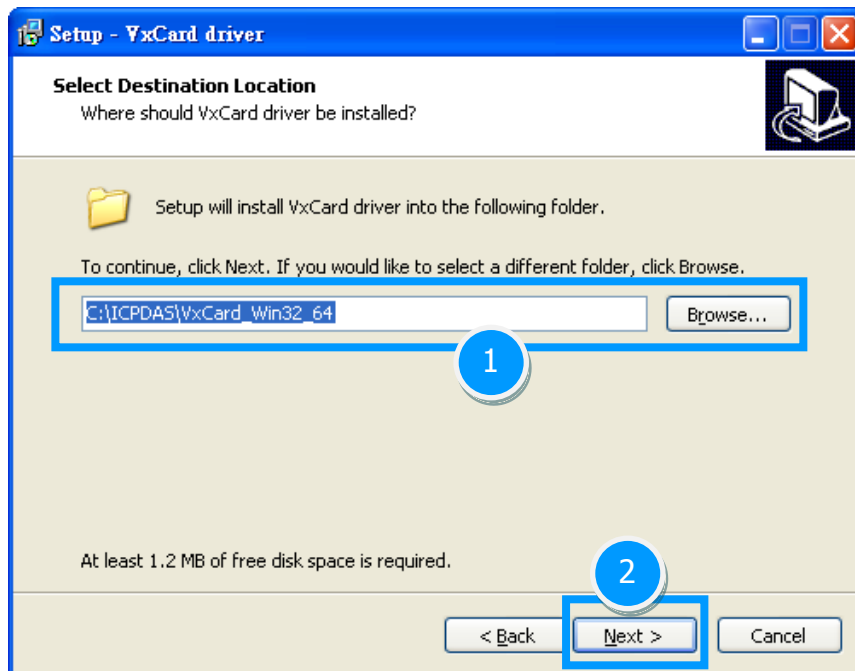 Setup - VxCard driver
Select Destination Location
Where should VxCard driver be installed?
Setup will install VxCard driver into the following folder.
To continue, click Next. If you would like to select a different folder, click Browse.
C:\ICPDAS\VxCard_Win32_64
Browse...
1
At least 1.2 MB of free disk space is required.
2
< Back
Next >
Cancel